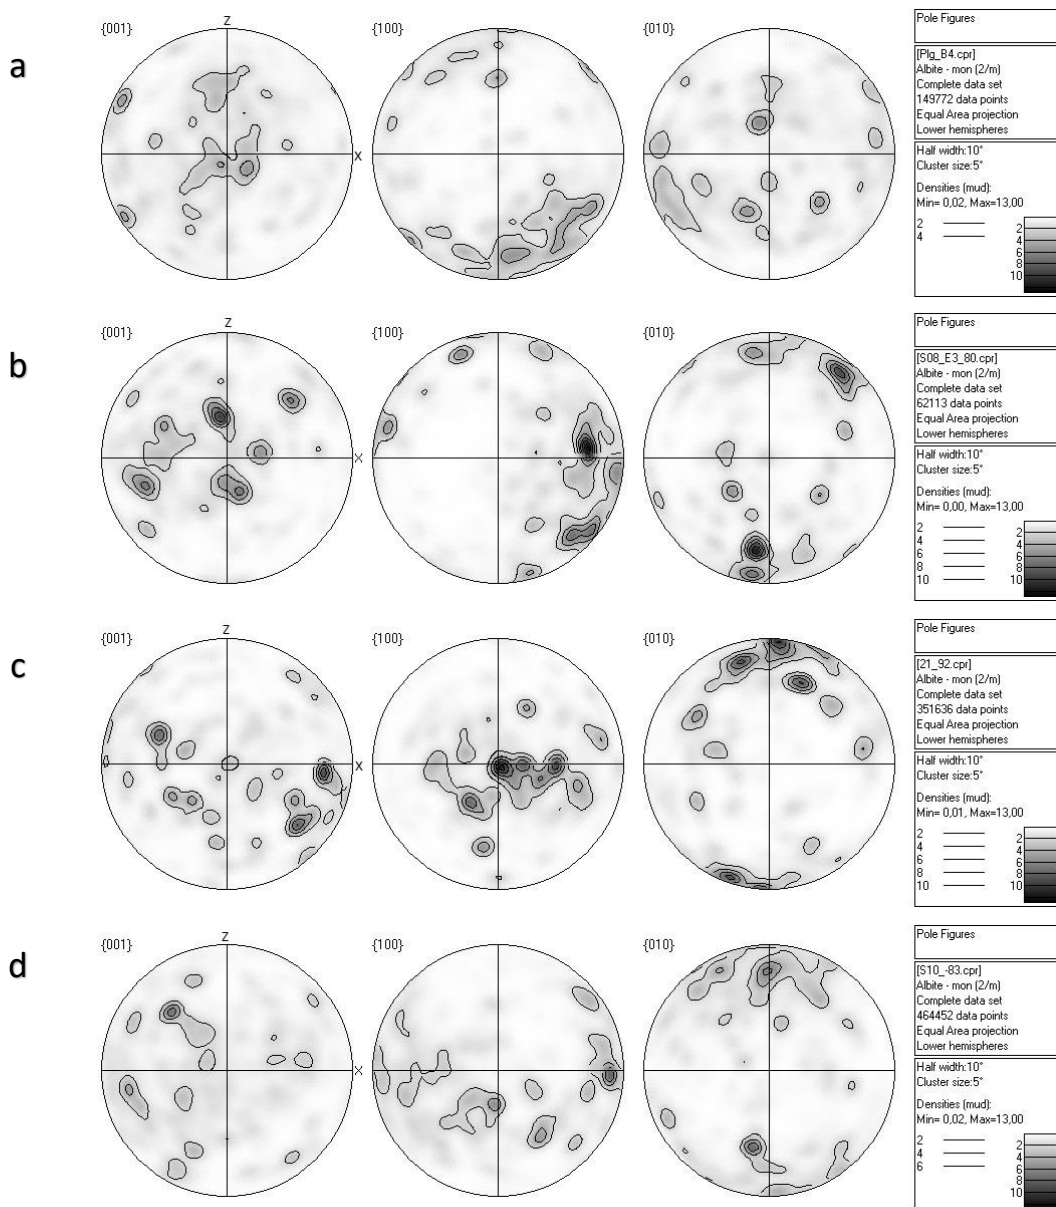 a
{001}
Z
X
{100}
{010}
Pole Figures
[Plg_B4.cpr]
Albite - mon (2/m)
Complete data set
149772 data points
Equal Area projection
Lower hemispheres
Half width:10°
Cluster size:5°
Densities (mud):
Min= 0,02, Max=13,00
2
4
2
4
6
8
10
b
{001}
Z
X
{100}
{010}
Pole Figures
[S08_E3_80.cpr]
Albite - mon (2/m)
Complete data set
62113 data points
Equal Area projection
Lower hemispheres
Half width:10°
Cluster size:5°
Densities (mud):
Min= 0,00, Max=13,00
2
4
6
8
10
2
4
6
8
10
c
{001}
Z
X
{100}
{010}
Pole Figures
[21_92.cpr]
Albite - mon (2/m)
Complete data set
351636 data points
Equal Area projection
Lower hemispheres
Half width:10°
Cluster size:5°
Densities (mud):
Min= 0,01, Max=13,00
2
4
6
8
10
2
4
6
8
10
d
{001}
Z
X
{100}
{010}
Pole Figures
[S10_-83.cpr]
Albite - mon (2/m)
Complete data set
464452 data points
Equal Area projection
Lower hemispheres
Half width:10°
Cluster size:5°
Densities (mud):
Min= 0,02, Max=13,00
2
4
6
2
4
6
8
10